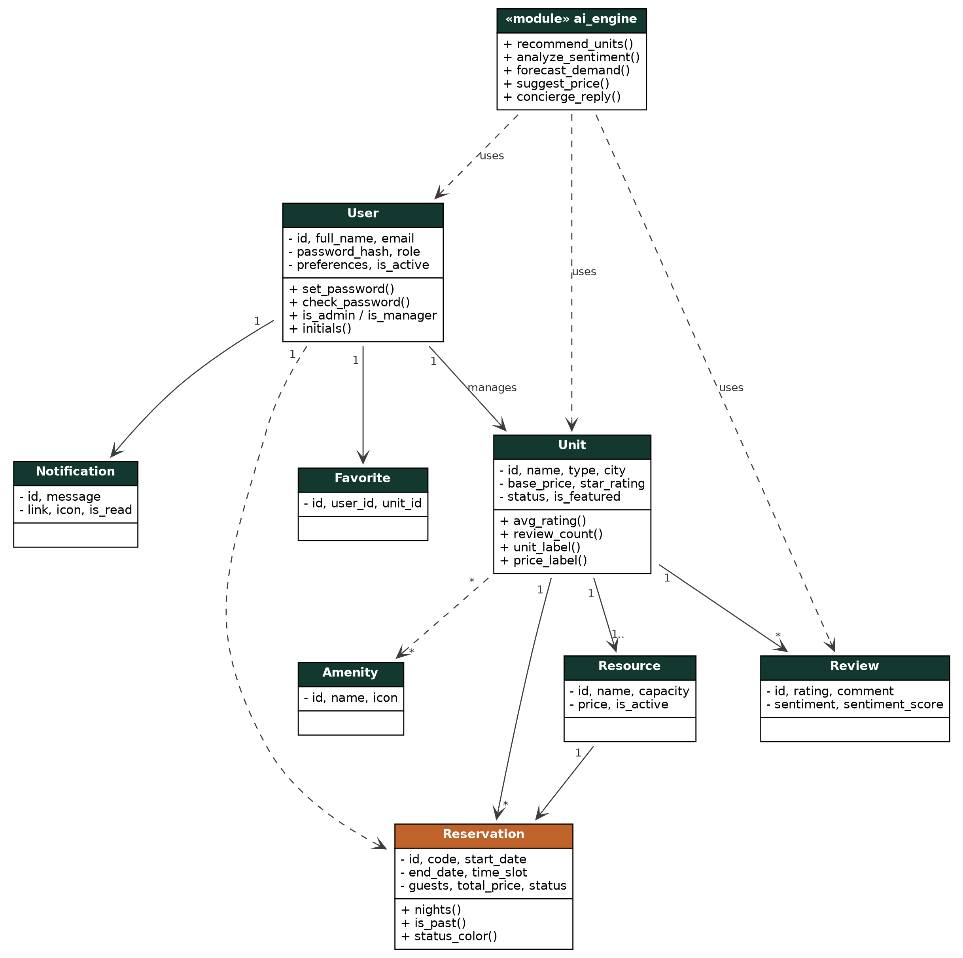 «module» ai_engine
+ recommend_units()
+ analyze_sentiment()
+ forecast_demand()
+ suggest_price()
+ concierge_reply()
uses
User
- id, full_name, email
- password_hash, role
- preferences, is_active
+ set_password()
+ check_password()
+ is_admin / is_manager
+ initials()
uses
1
1
1
1
manages
uses
Unit
- id, name, type, city
- base_price, star_rating
- status, is_featured
+ avg_rating()
+ review_count()
+ unit_label()
+ price_label()
Notification
- id, message
- link, icon, is_read
Favorite
- id, user_id, unit_id
*
1
1
1
*
1..
*
Amenity
- id, name, icon
Resource
- id, name, capacity
- price, is_active
Review
- id, rating, comment
- sentiment, sentiment_score
1
*
Reservation
- id, code, start_date
- end_date, time_slot
- guests, total_price, status
+ nights()
+ is_past()
+ status_color()